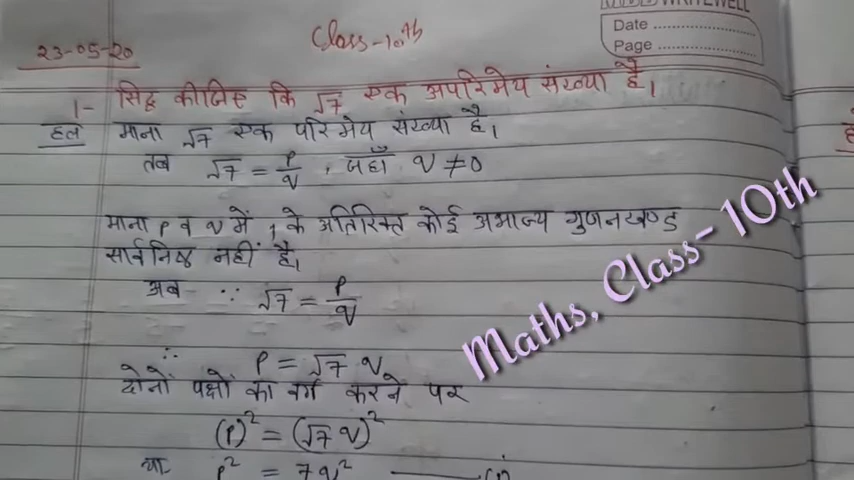 WRITEWELL
Date
Page
23-05-20
Class-10th
1- सिद्ध कीजिए कि √7 एक अपरिमेय संख्या है।
हल माना √7 एक परिमेय संख्या है।
तब √7 = P/q, जहाँ q ≠ 0
माना P व q में 1 के अतिरिक्त कोई अभाज्य गुणनखण्ड
सार्वनिष्ठ नहीं है।
अब ∵ √7 = P/q
∴ P = √7 q
दोनों पक्षों का वर्ग करने पर
(P)² = (√7 q)²
या P² = 7q² —— (i)
Maths, Class- 10th